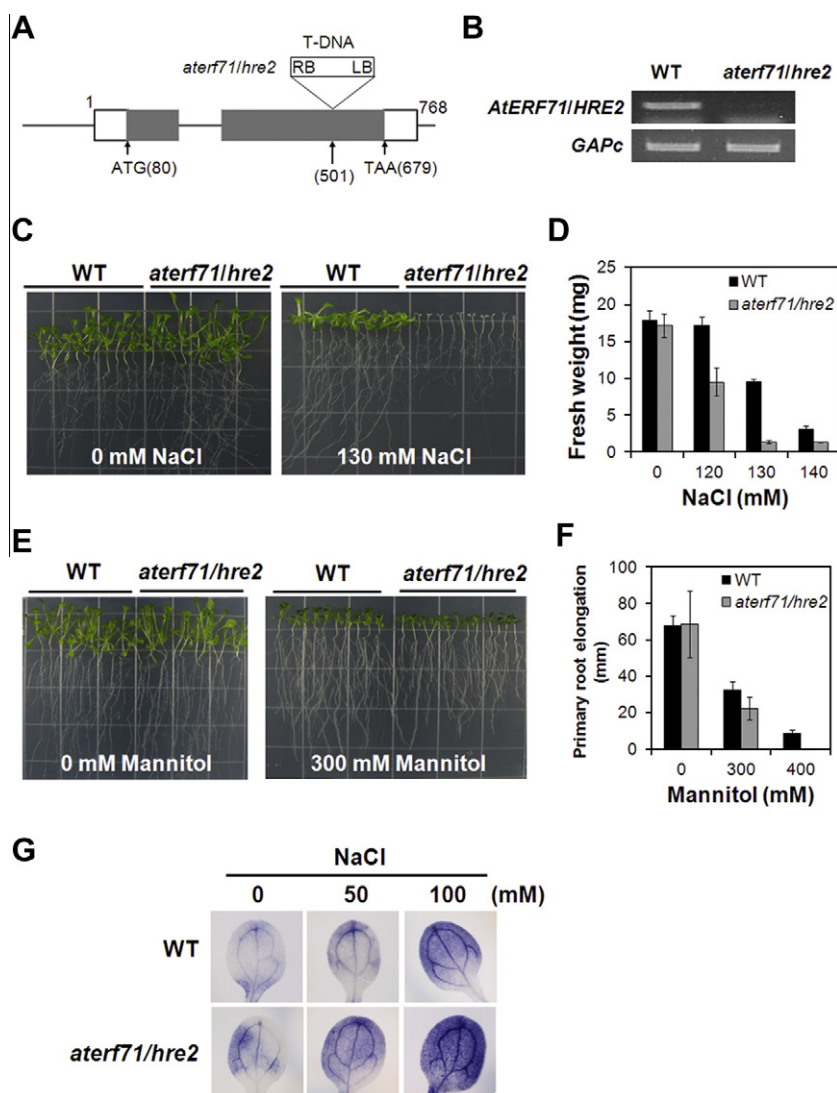 A
T-DNA
aterf71/hre2
RB LB
1
768
ATG(80)
(501)
TAA(679)
B
WT aterf71/hre2
AtERF71/HRE2
GAPc
C
WT aterf71/hre2 WT aterf71/hre2
0 mM NaCl
130 mM NaCl
D
25
20
15
10
5
0
Fresh weight (mg)
WT
aterf71/hre2
0 120 130 140
NaCl (mM)
E
WT aterf71/hre2 WT aterf71/hre2
0 mM Mannitol
300 mM Mannitol
F
100
80
60
40
20
0
Primary root elongation
(mm)
WT
aterf71/hre2
0 300 400
Mannitol (mM)
G
NaCl
0 50 100 (mM)
WT
aterf71/hre2